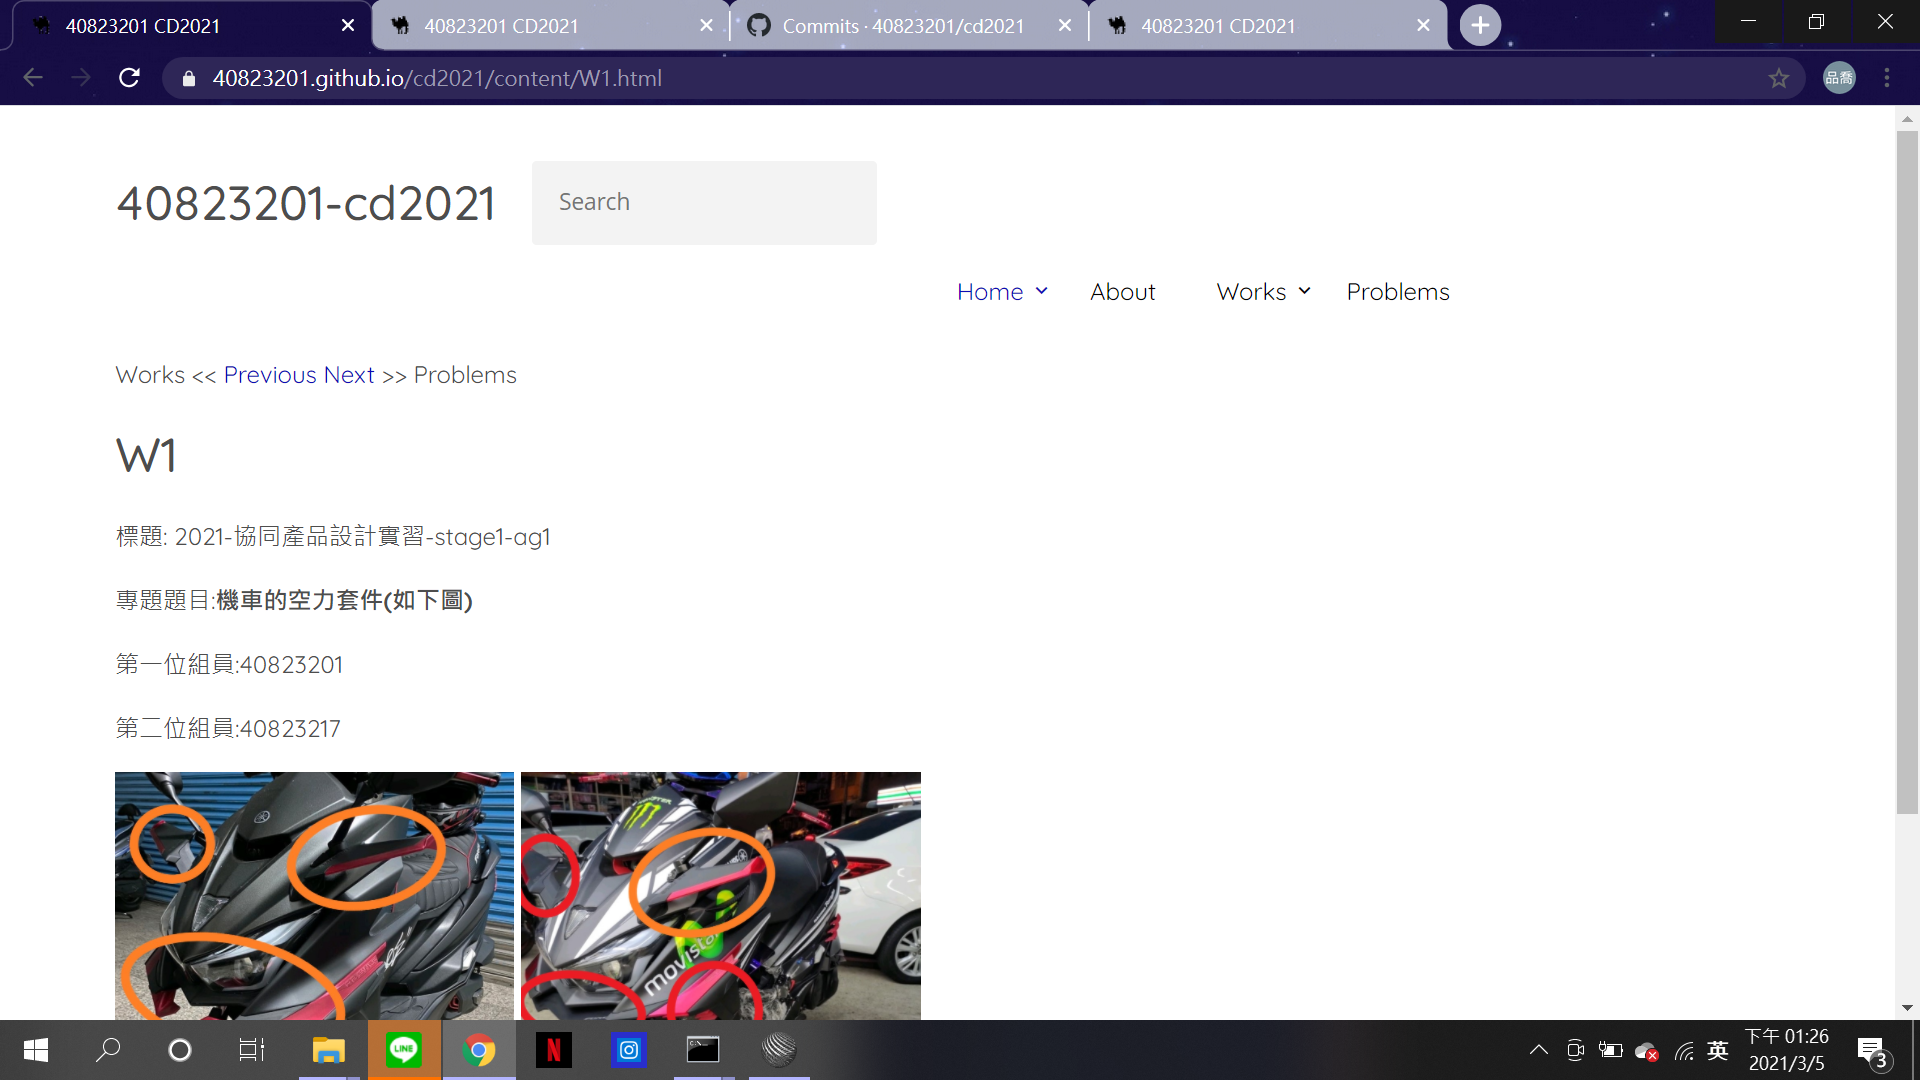 40823201 CD2021
40823201 CD2021
Commits · 40823201/cd2021
40823201 CD2021
40823201.github.io/cd2021/content/W1.html
品喬
40823201-cd2021
Search
Home
About
Works
Problems
Works << Previous Next >> Problems
W1
標題: 2021-協同產品設計實習-stage1-ag1
專題題目:機車的空力套件(如下圖)
第一位組員:40823201
第二位組員:40823217
movistar
LINE
N
英
下午 01:26
2021/3/5
3